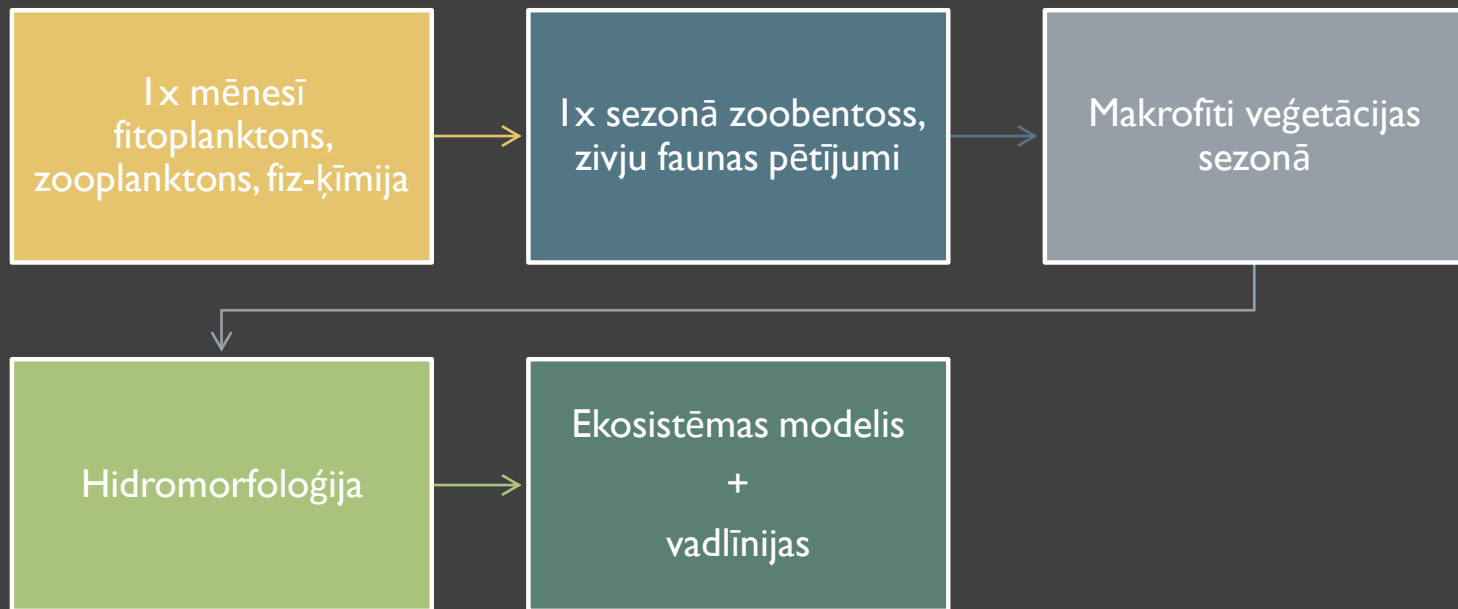 1x mēnesī
fitoplanktons,
zooplanktons, fiz-ķīmija
1x sezonā zoobentoss,
zivju faunas pētījumi
Makrofīti veģetācijas
sezonā
Hidromorfoloģija
Ekosistēmas modelis
+
vadlīnijas